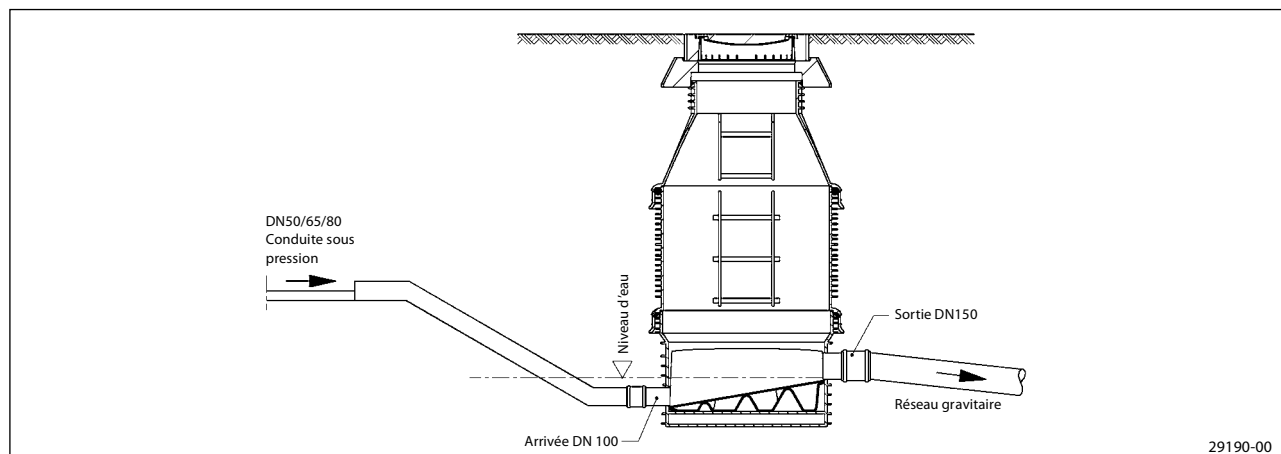 DN50/65/80
Conduite sous
pression
Niveau d'eau
Sortie DN150
Réseau gravitaire
Arrivée DN 100
29190-00